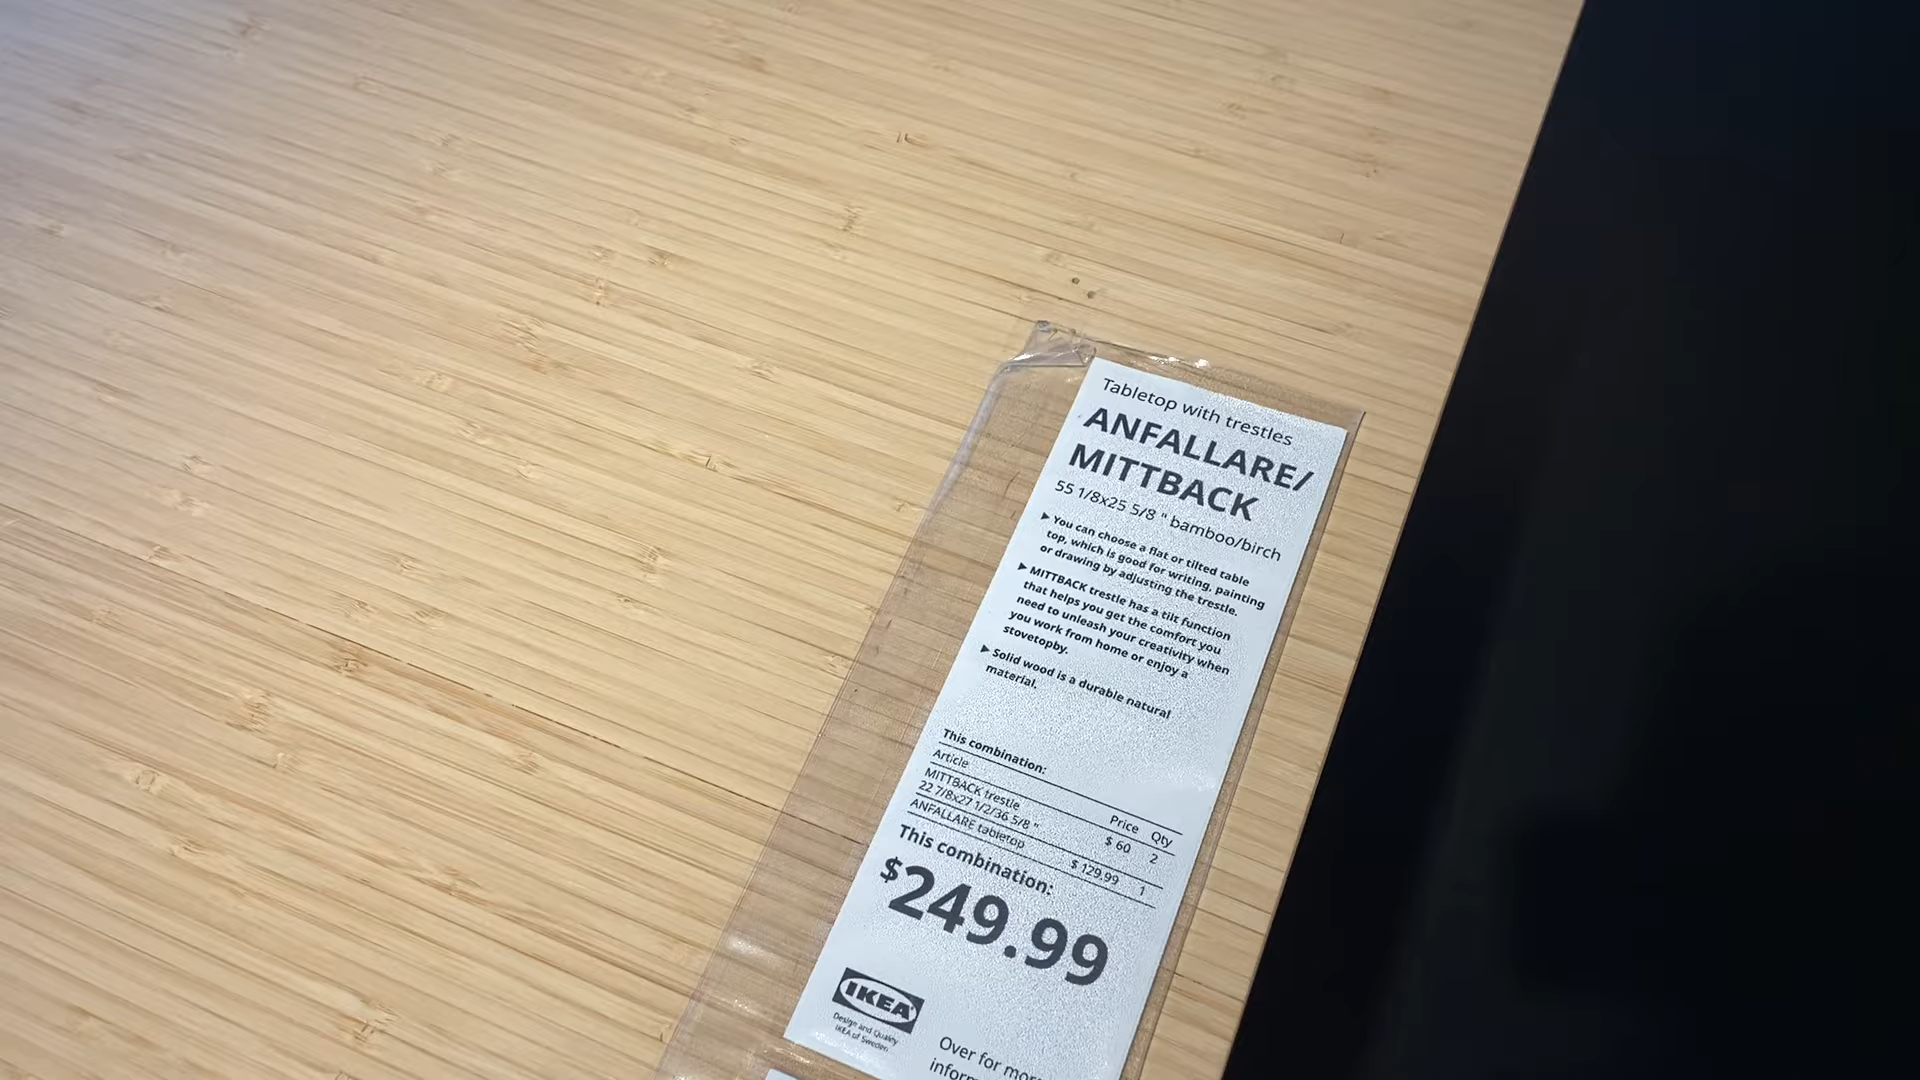 Tabletop with trestles
ANFALLARE/
MITTBACK
55 1/8x25 5/8 " bamboo/birch
▶ You can choose a flat or tilted table
top, which is good for writing, painting
or drawing by adjusting the trestle.
▶ MITTBACK trestle has a tilt function
that helps you get the comfort you
need to unleash your creativity when
you work from home or enjoy a
stovetopby.
▶ Solid wood is a durable natural
material.
This combination:
Article Price Qty
MITTBACK trestle
22 7/8x27 1/2/36 5/8 " $ 60 2
ANFALLARE tabletop $ 129.99 1
This combination:
$249.99
IKEA
Design and Quality
IKEA of Sweden
Over for more